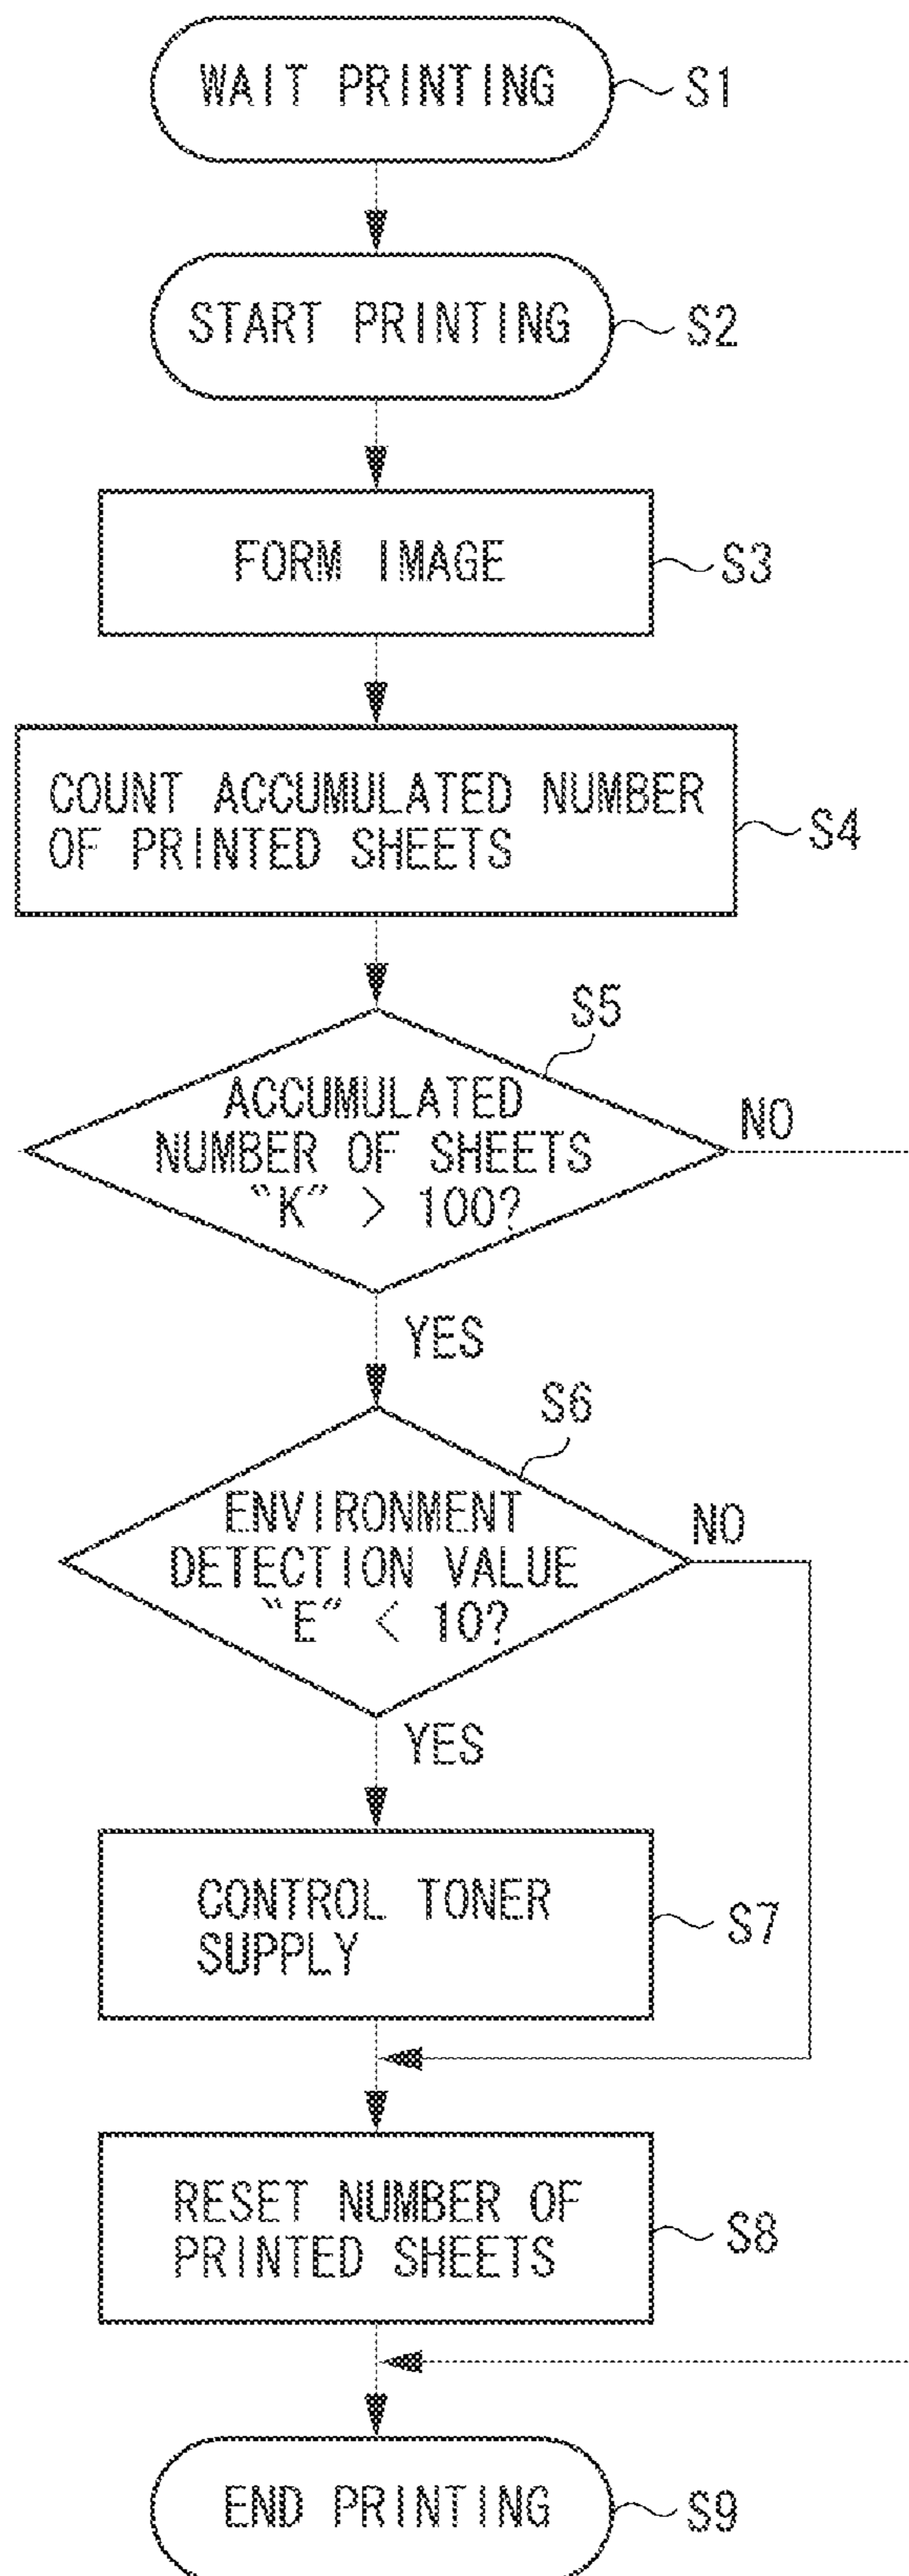 WAIT PRINTING
S1
START PRINTING
S2
FORM IMAGE
S3
COUNT ACCUMULATED NUMBER
OF PRINTED SHEETS
S4
S5
ACCUMULATED
NUMBER OF SHEETS
“K” > 100?
NO
YES
S6
ENVIRONMENT
DETECTION VALUE
“E” < 10?
NO
YES
CONTROL TONER
SUPPLY
S7
RESET NUMBER OF
PRINTED SHEETS
S8
END PRINTING
S9